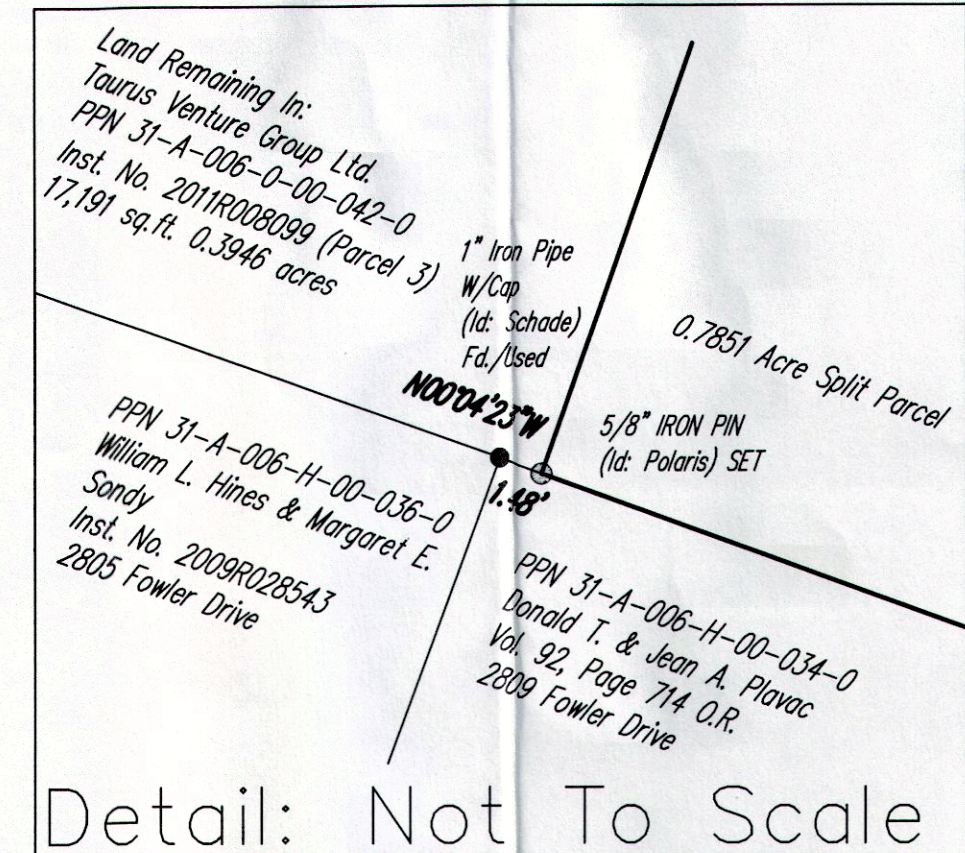 Land Remaining In:
Taurus Venture Group Ltd.
PPN 31-A-006-0-00-042-0
Inst. No. 2011R008099 (Parcel 3)
17,191 sq.ft. 0.3946 acres
1" Iron Pipe
W/Cap
(Id: Schade)
Fd./Used
0.7851 Acre Split Parcel
N00°04'23"W
1.48'
5/8" IRON PIN
(Id: Polaris) SET
PPN 31-A-006-H-00-036-0
William L. Hines & Margaret E.
Sondy
Inst. No. 2009R028543
2805 Fowler Drive
PPN 31-A-006-H-00-034-0
Donald T. & Jean A. Plavac
Vol. 92, Page 714 O.R.
2809 Fowler Drive
Detail: Not To Scale